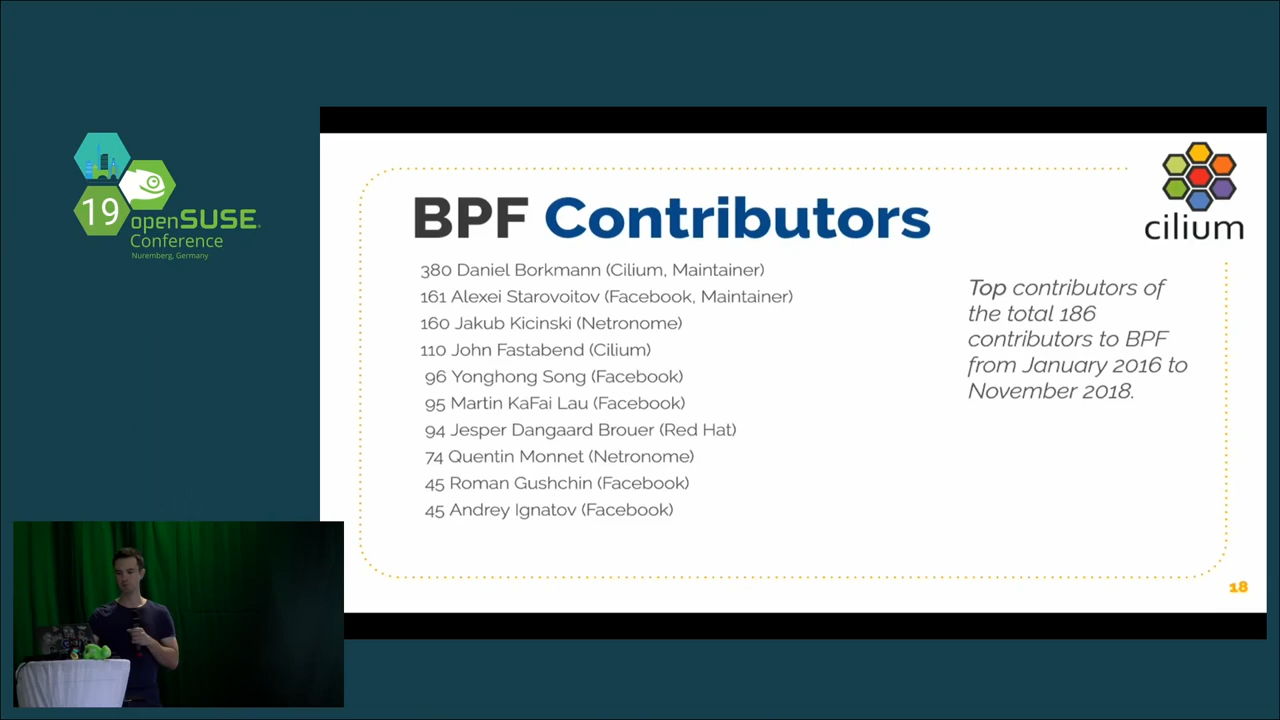 19
openSUSE
Conference
Nuremberg, Germany
BPF Contributors
cilium
380 Daniel Borkmann (Cilium, Maintainer)
161 Alexei Starovoitov (Facebook, Maintainer)
160 Jakub Kicinski (Netronome)
110 John Fastabend (Cilium)
96 Yonghong Song (Facebook)
95 Martin KaFai Lau (Facebook)
94 Jesper Dangaard Brouer (Red Hat)
74 Quentin Monnet (Netronome)
45 Roman Gushchin (Facebook)
45 Andrey Ignatov (Facebook)
Top contributors of
the total 186
contributors to BPF
from January 2016 to
November 2018.
18